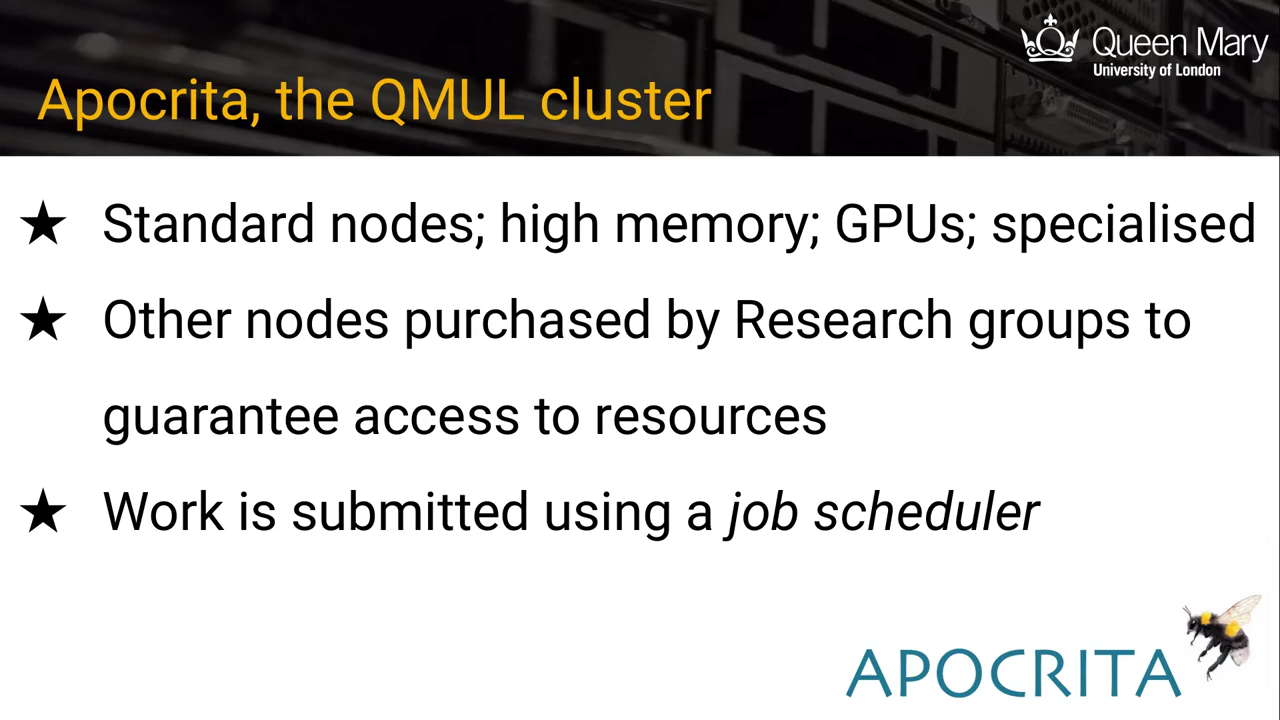 Queen Mary
University of London
Apocrita, the QMUL cluster
★ Standard nodes; high memory; GPUs; specialised
★ Other nodes purchased by Research groups to
guarantee access to resources
★ Work is submitted using a job scheduler
APOCRITA